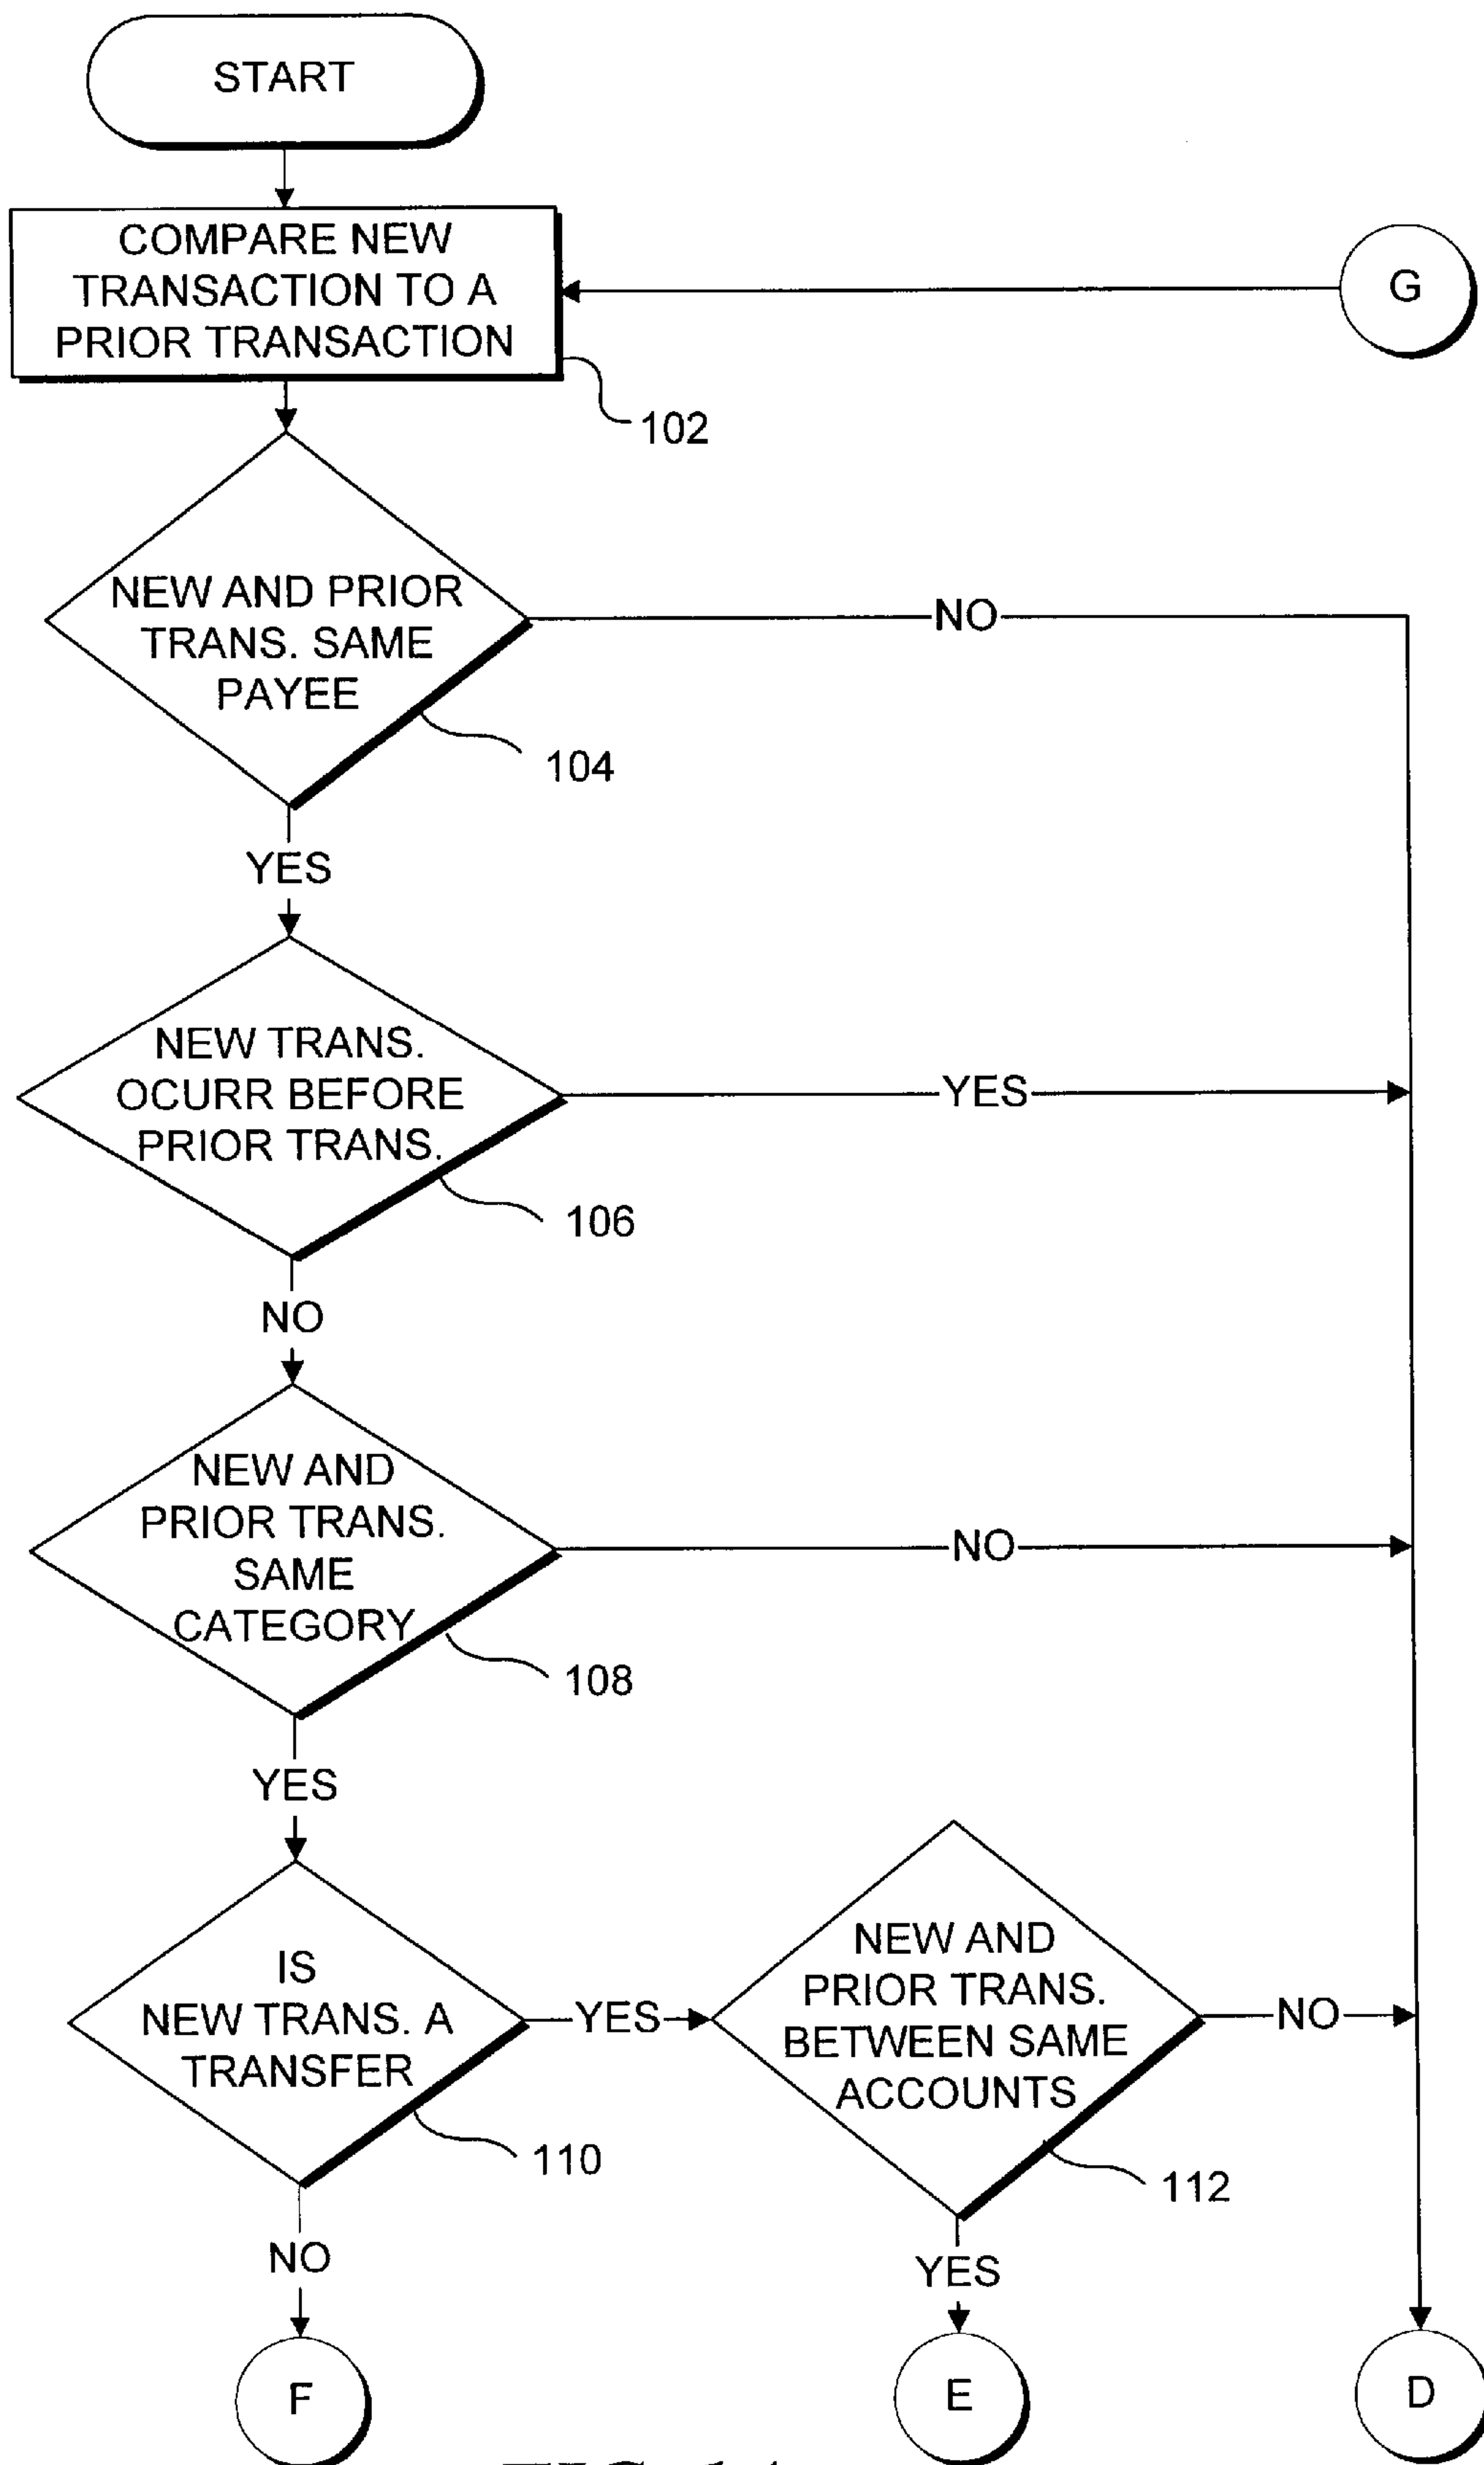 START
COMPARE NEW
TRANSACTION TO A
PRIOR TRANSACTION
G
102
NEW AND PRIOR
TRANS. SAME
PAYEE
NO
104
YES
NEW TRANS.
OCURR BEFORE
PRIOR TRANS.
YES
106
NO
NEW AND
PRIOR TRANS.
SAME
CATEGORY
NO
108
YES
IS
NEW TRANS. A
TRANSFER
YES
NEW AND
PRIOR TRANS.
BETWEEN SAME
ACCOUNTS
NO
110
112
NO
YES
F
E
D